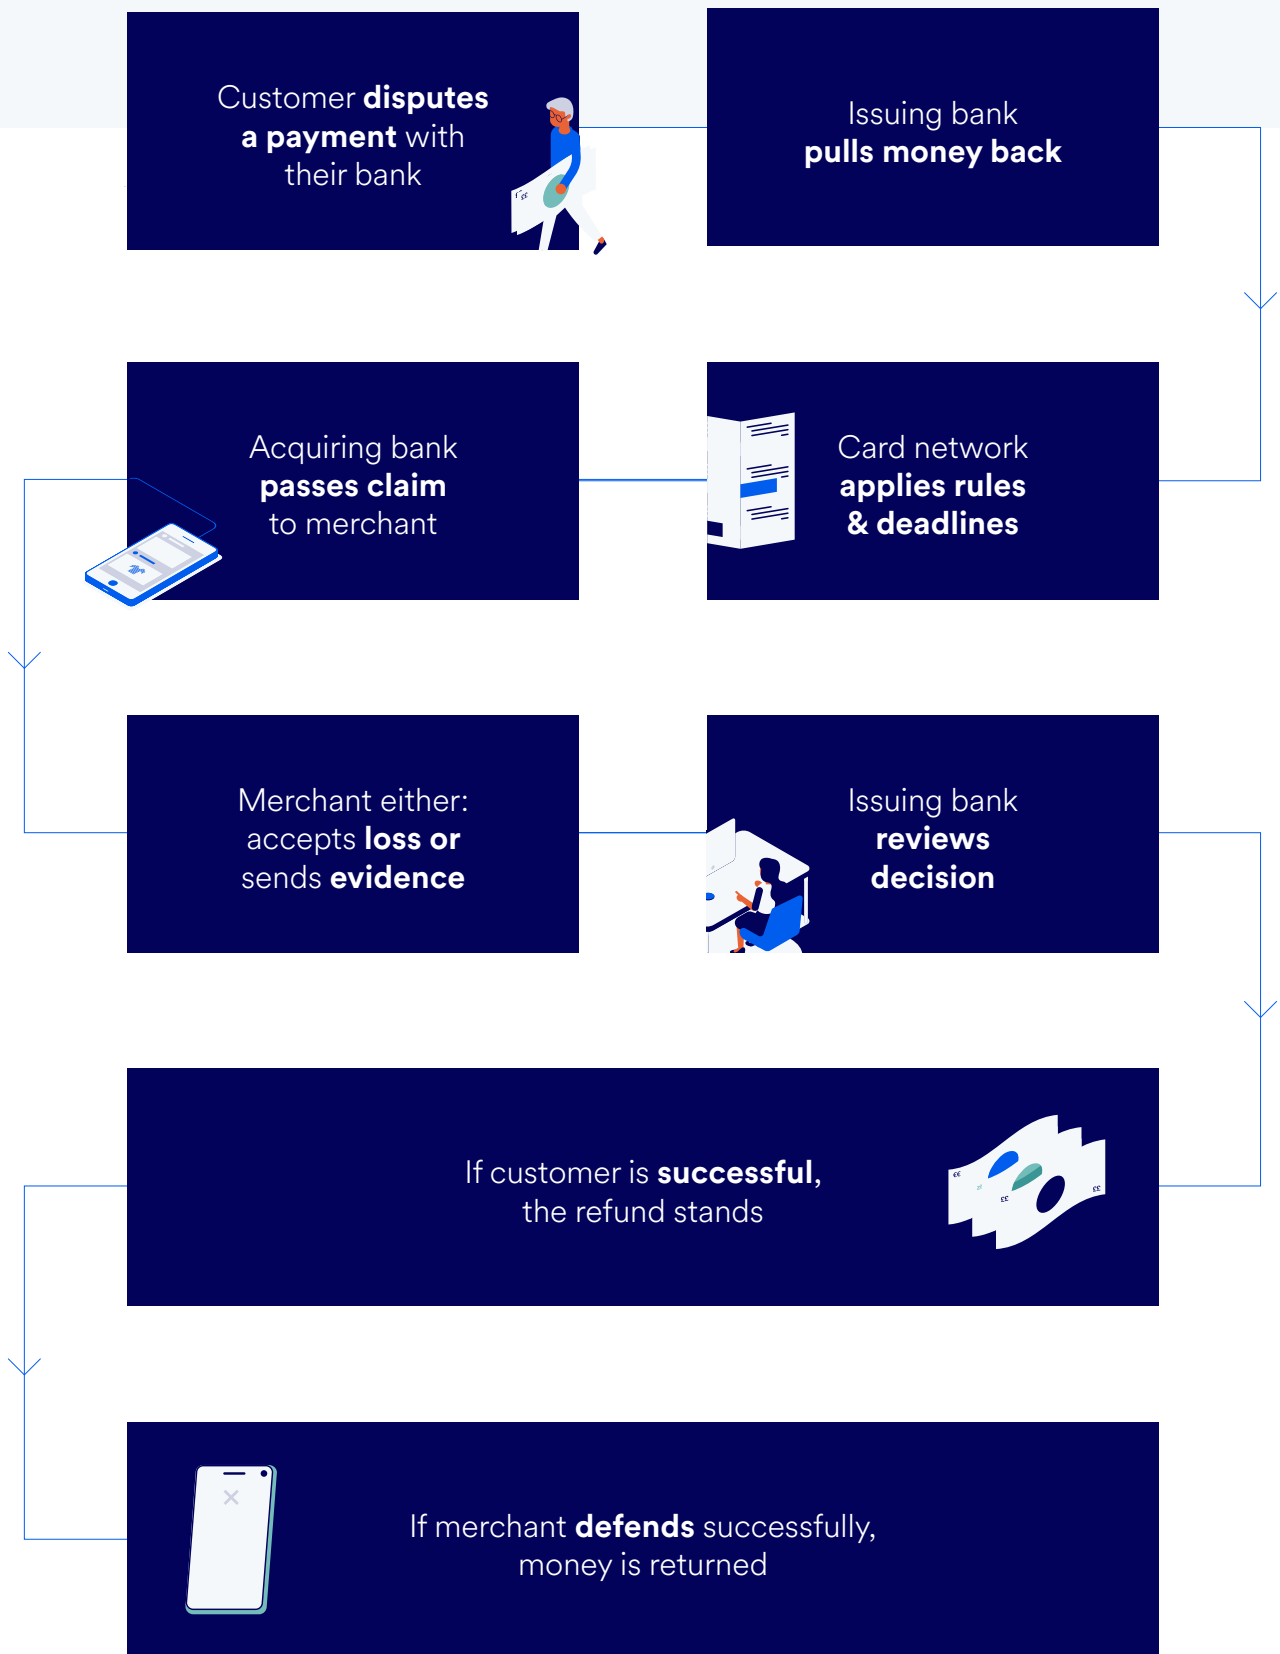 Customer disputes
a payment with
their bank
Issuing bank
pulls money back
Card network
applies rules
& deadlines
Acquiring bank
passes claim
to merchant
Merchant either:
accepts loss or
sends evidence
Issuing bank
reviews
decision
If customer is successful,
the refund stands
If merchant defends successfully,
money is returned